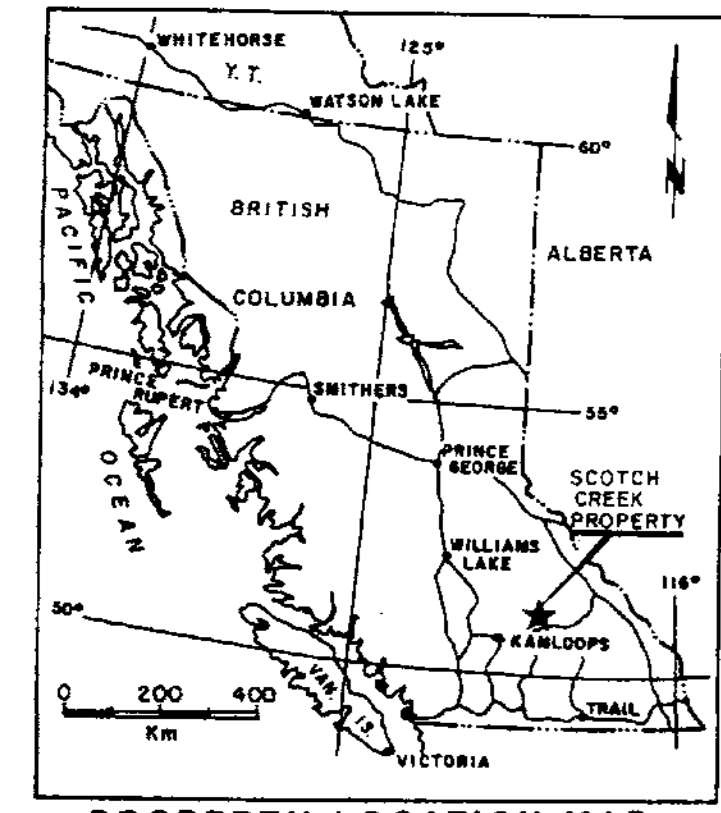 WHITEHORSE
125°
Y.T.
WATSON LAKE
60°
N
BRITISH
ALBERTA
PACIFIC
COLUMBIA
PRINCE
RUPERT
SMITHERS
134°
55°
OCEAN
PRINCE
GEORGE
SCOTCH
CREEK
PROPERTY
WILLIAMS
LAKE
116°
50°
KAMLOOPS
0 200 400
Km
VAN.
IS.
TRAIL
VICTORIA